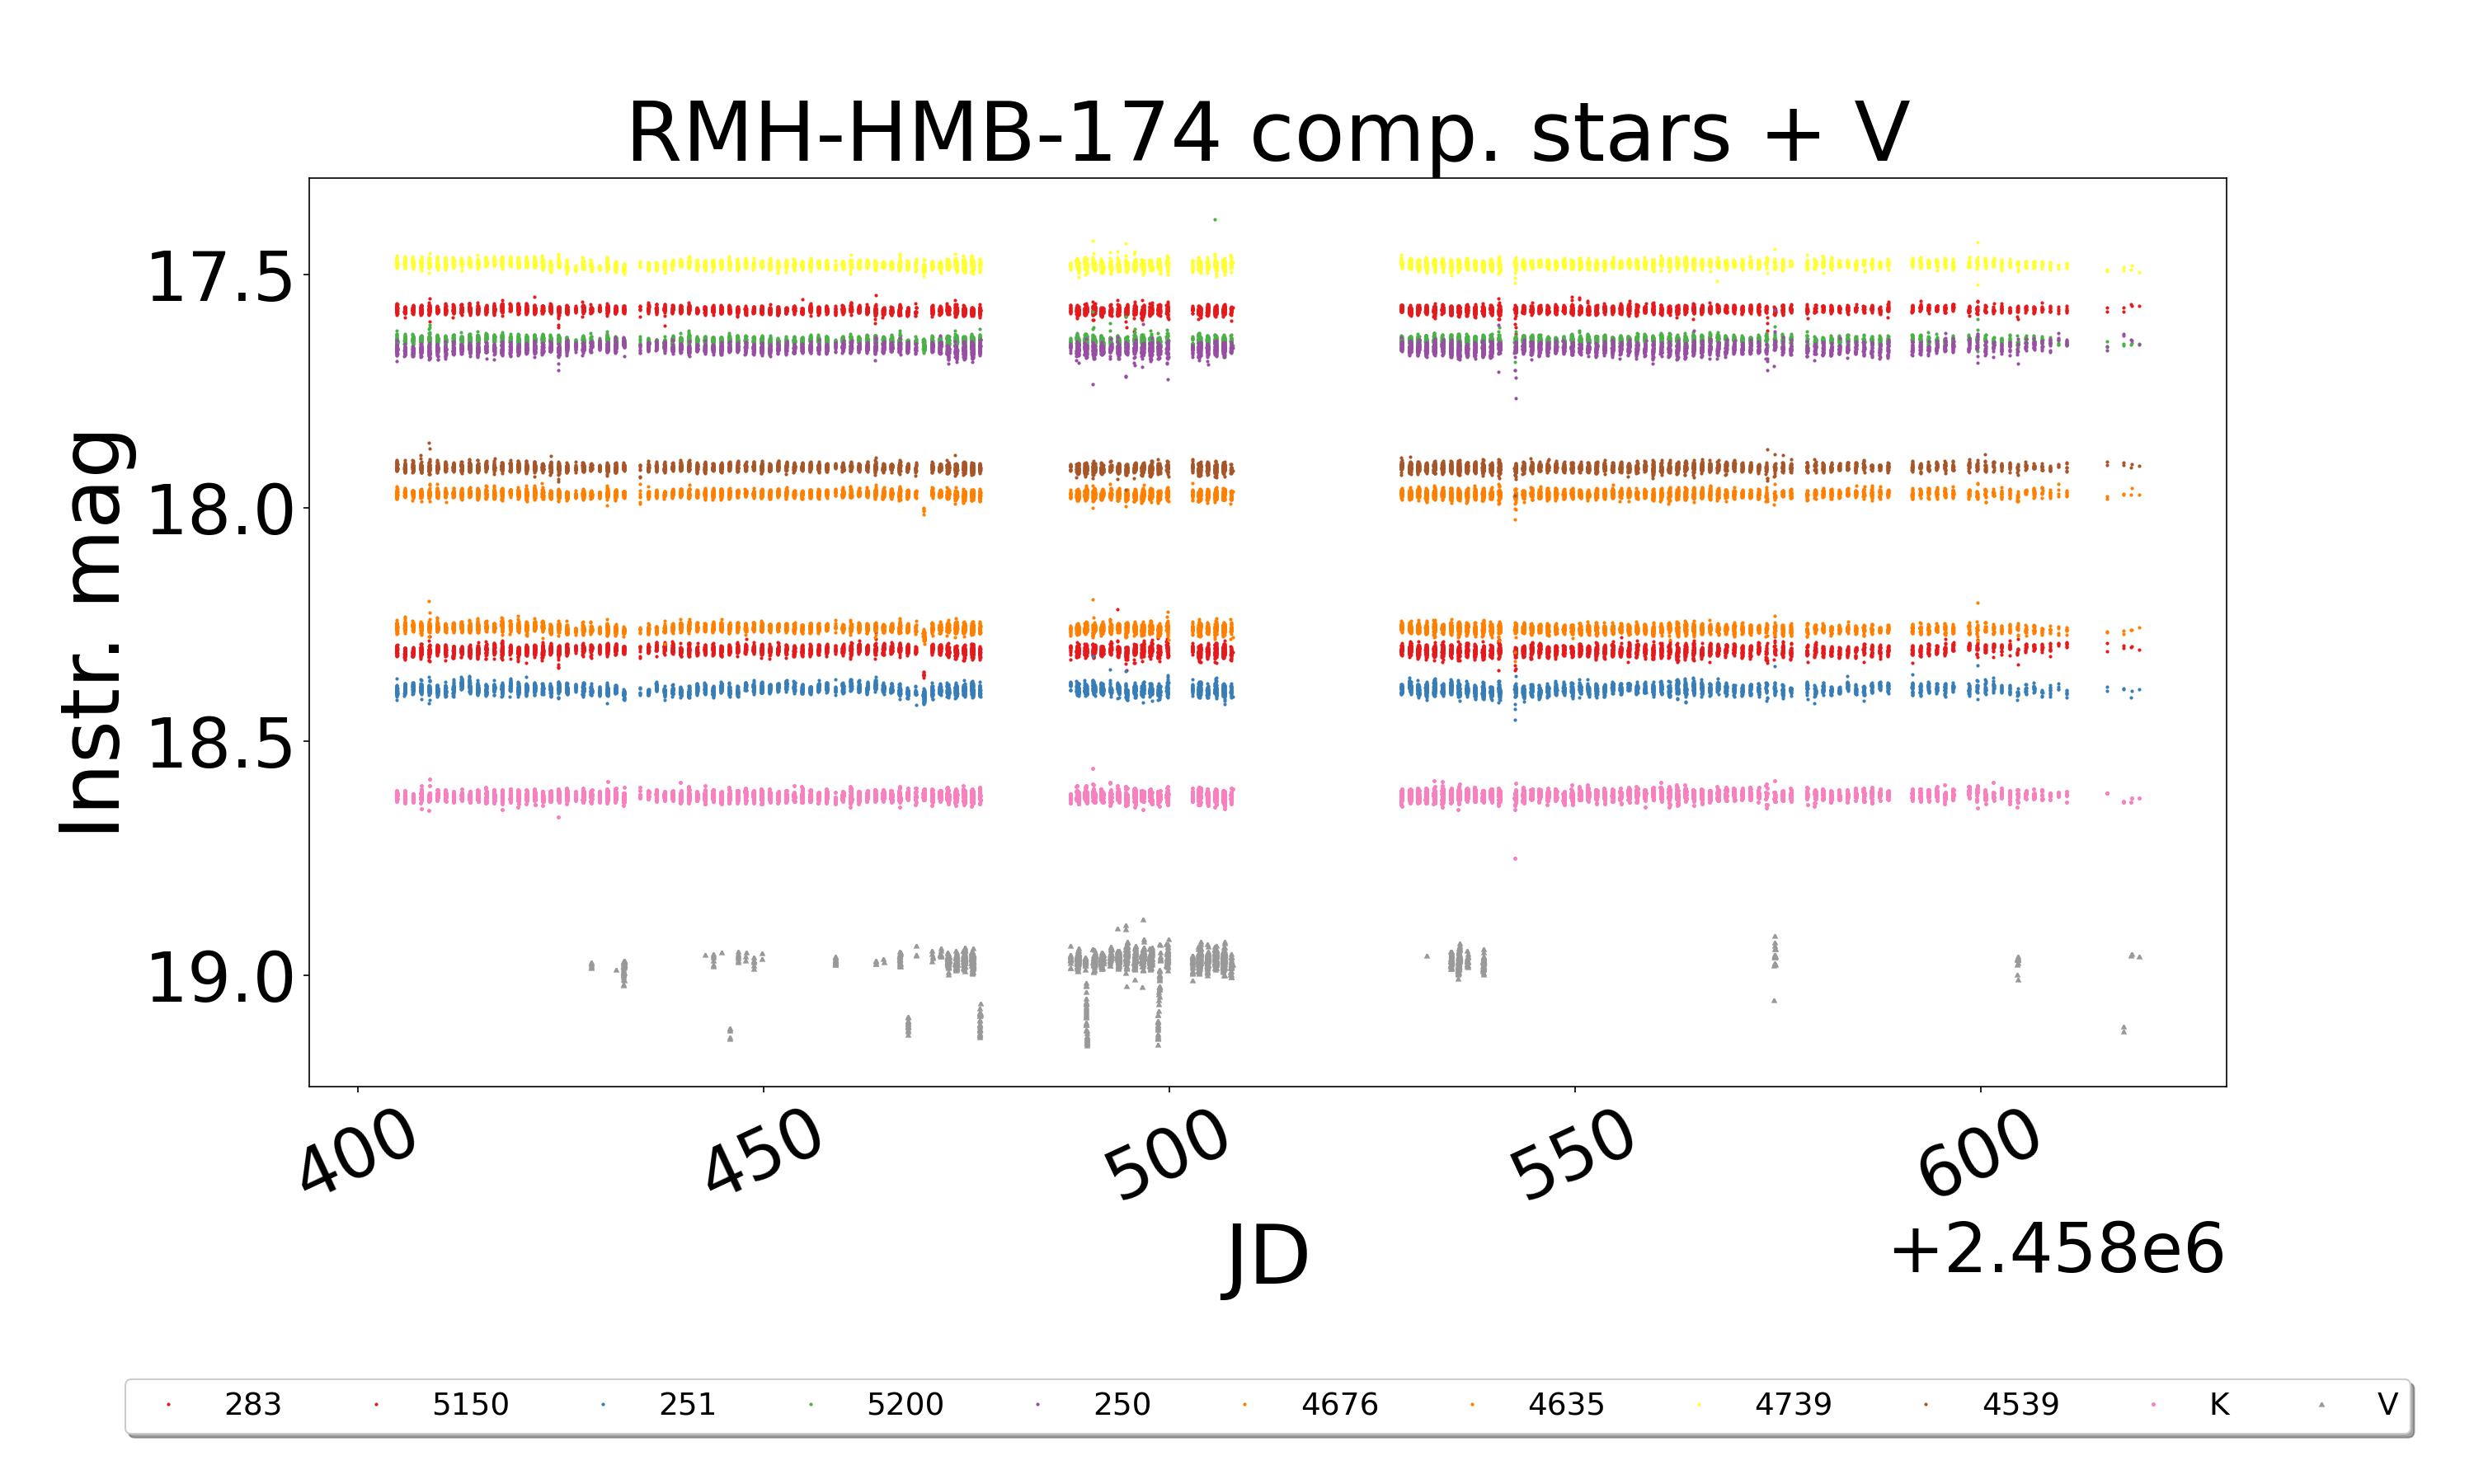 RMH-HMB-174 comp. stars + V
Instr. mag
17.5
18.0
18.5
19.0
400 450 500 550 600
JD
+2.458e6
283 5150 251 5200 250 4676 4635 4739 4539 K V